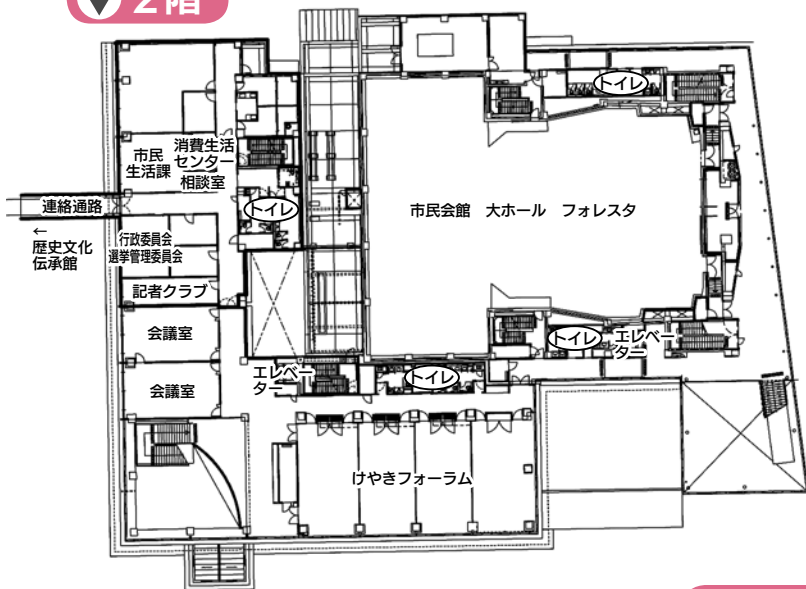 2階
トイレ
市民
生活課
消費生活
センター
相談室
連絡通路
←
歴史文化
伝承館
トイレ
市民会館 大ホール フォレスタ
行政委員会
選挙管理委員会
記者クラブ
会議室
トイレ
エレベー
ター
エレベー
ター
トイレ
会議室
けやきフォーラム